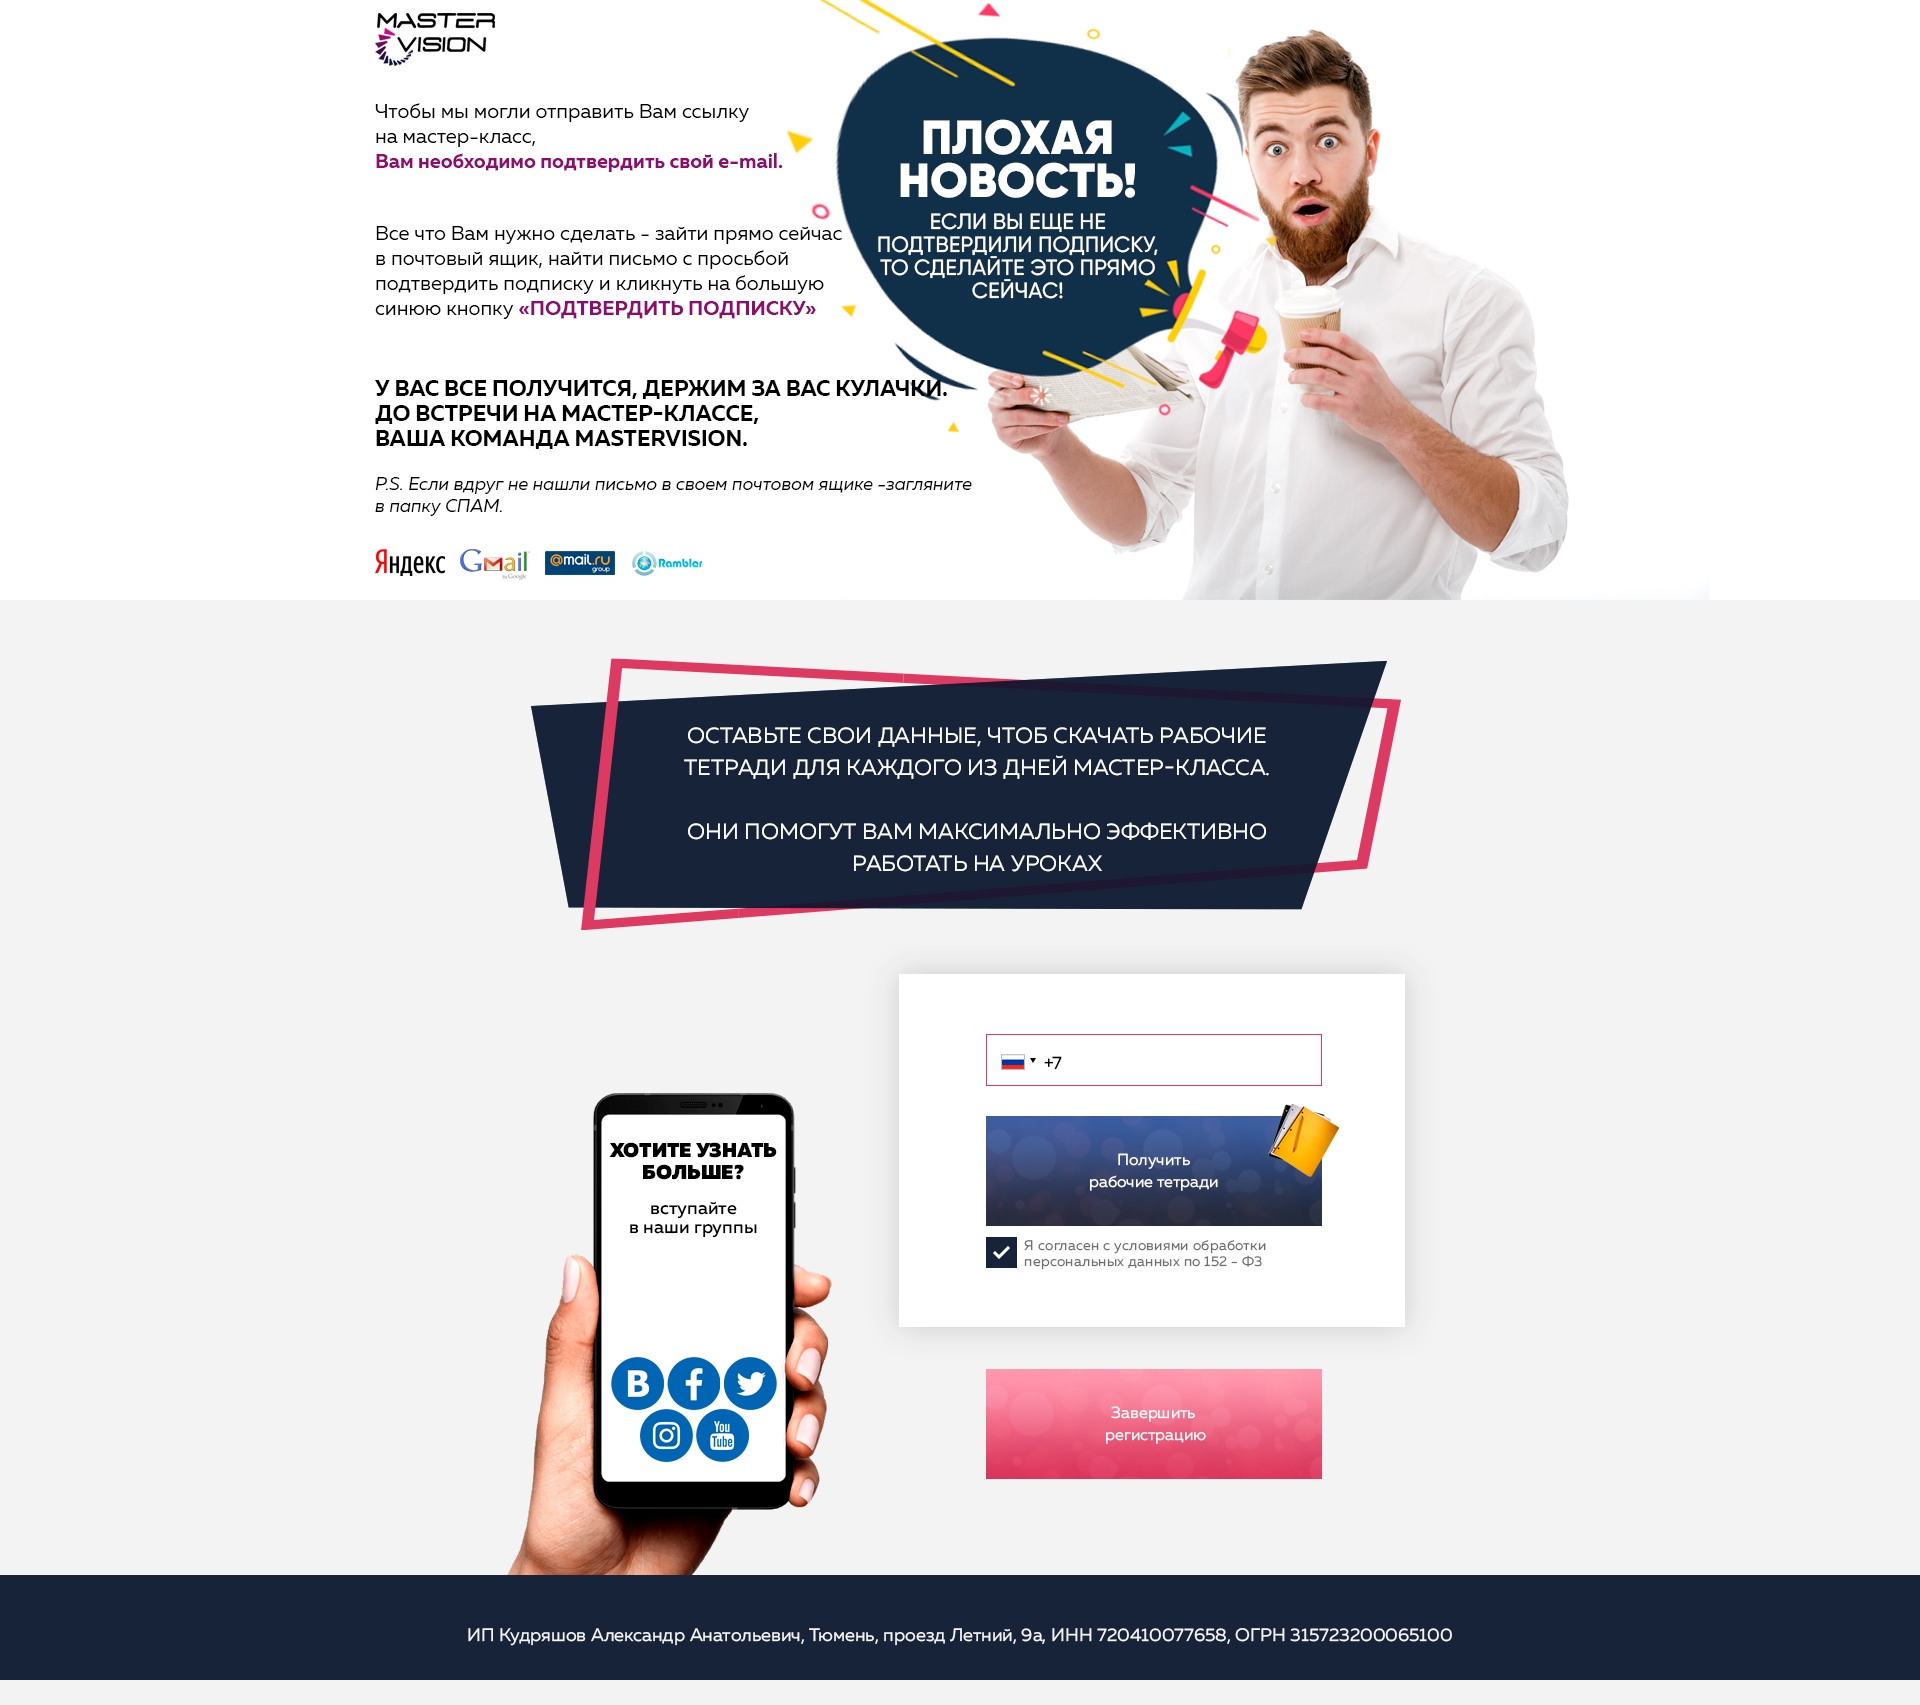 MASTER
VISION
Чтобы мы могли отправить Вам ссылку
на мастер-класс,
Вам необходимо подтвердить свой e-mail.
Все что Вам нужно сделать - зайти прямо сейчас
в почтовый ящик, найти письмо с просьбой
подтвердить подписку и кликнуть на большую
синюю кнопку «ПОДТВЕРДИТЬ ПОДПИСКУ»
ПЛОХАЯ
НОВОСТЬ!
ЕСЛИ ВЫ ЕЩЕ НЕ
ПОДТВЕРДИЛИ ПОДПИСКУ,
ТО СДЕЛАЙТЕ ЭТО ПРЯМО
СЕЙЧАС!
У ВАС ВСЕ ПОЛУЧИТСЯ, ДЕРЖИМ ЗА ВАС КУЛАЧКИ.
ДО ВСТРЕЧИ НА МАСТЕР-КЛАССЕ,
ВАША КОМАНДА MASTERVISION.
P.S. Если вдруг не нашли письмо в своем почтовом ящике -загляните
в папку СПАМ.
Яндекс
Gmail
by Google
@mail.ru
group
Rambler
ОСТАВЬТЕ СВОИ ДАННЫЕ, ЧТОБ СКАЧАТЬ РАБОЧИЕ
ТЕТРАДИ ДЛЯ КАЖДОГО ИЗ ДНЕЙ МАСТЕР-КЛАССА.
ОНИ ПОМОГУТ ВАМ МАКСИМАЛЬНО ЭФФЕКТИВНО
РАБОТАТЬ НА УРОКАХ
+7
Получить
рабочие тетради
Я согласен с условиями обработки
персональных данных по 152 - ФЗ
Завершить
регистрацию
ХОТИТЕ УЗНАТЬ
БОЛЬШЕ?
вступайте
в наши группы
You
Tube
ИП Кудряшов Александр Анатольевич, Тюмень, проезд Летний, 9а, ИНН 720410077658, ОГРН 315723200065100